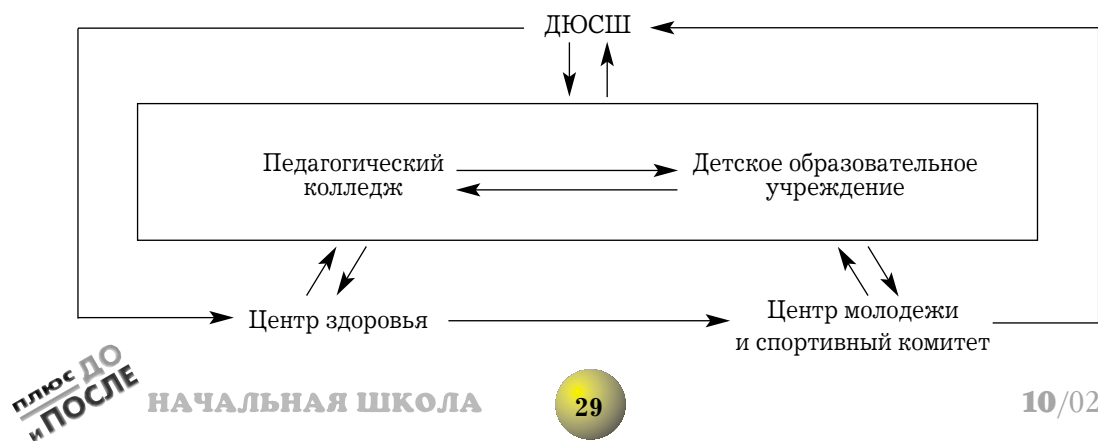 ДЮСШ
Педагогический
колледж
Детское образовательное
учреждение
Центр здоровья
Центр молодежи
и спортивный комитет
плюс ДО
и ПОСЛЕ
НАЧАЛЬНАЯ ШКОЛА
29
10/02